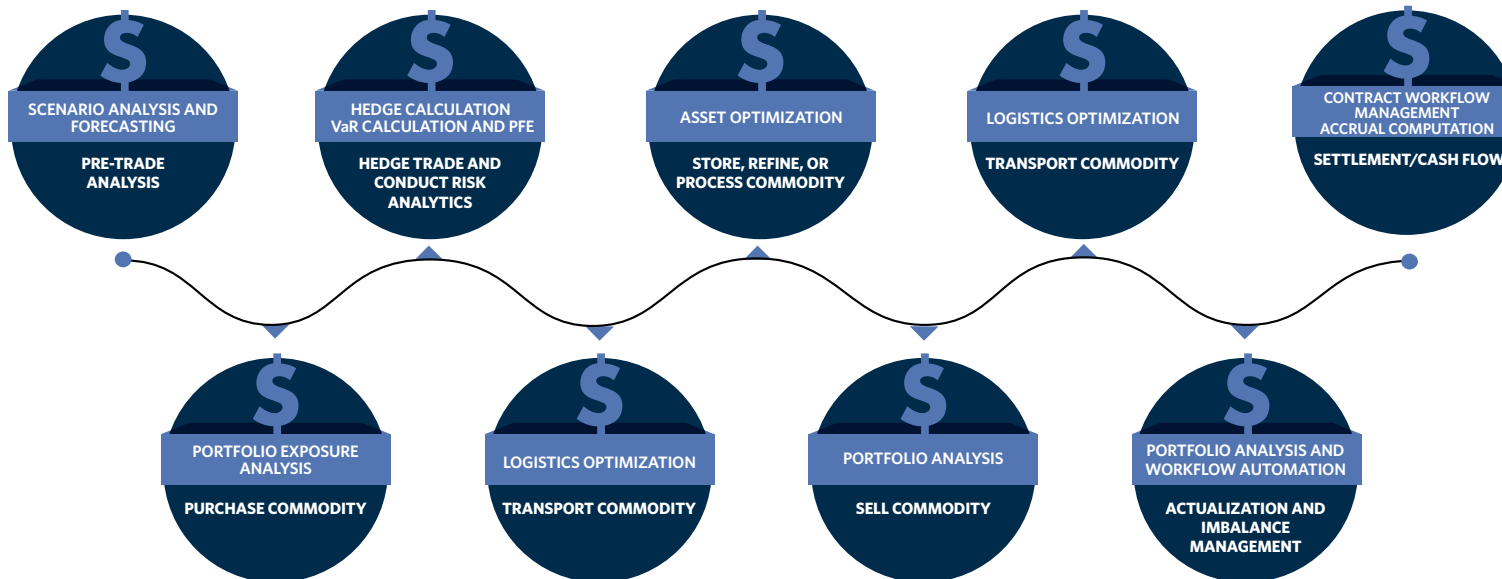 $
SCENARIO ANALYSIS AND
FORECASTING
PRE-TRADE
ANALYSIS
$
PORTFOLIO EXPOSURE
ANALYSIS
PURCHASE COMMODITY
$
HEDGE CALCULATION
VaR CALCULATION AND PFE
HEDGE TRADE AND
CONDUCT RISK
ANALYTICS
$
LOGISTICS OPTIMIZATION
TRANSPORT COMMODITY
$
ASSET OPTIMIZATION
STORE, REFINE, OR
PROCESS COMMODITY
$
PORTFOLIO ANALYSIS
SELL COMMODITY
$
LOGISTICS OPTIMIZATION
TRANSPORT COMMODITY
$
PORTFOLIO ANALYSIS AND
WORKFLOW AUTOMATION
ACTUALIZATION AND
IMBALANCE
MANAGEMENT
$
CONTRACT WORKFLOW
MANAGEMENT
ACCRUAL COMPUTATION
SETTLEMENT/CASH FLOW